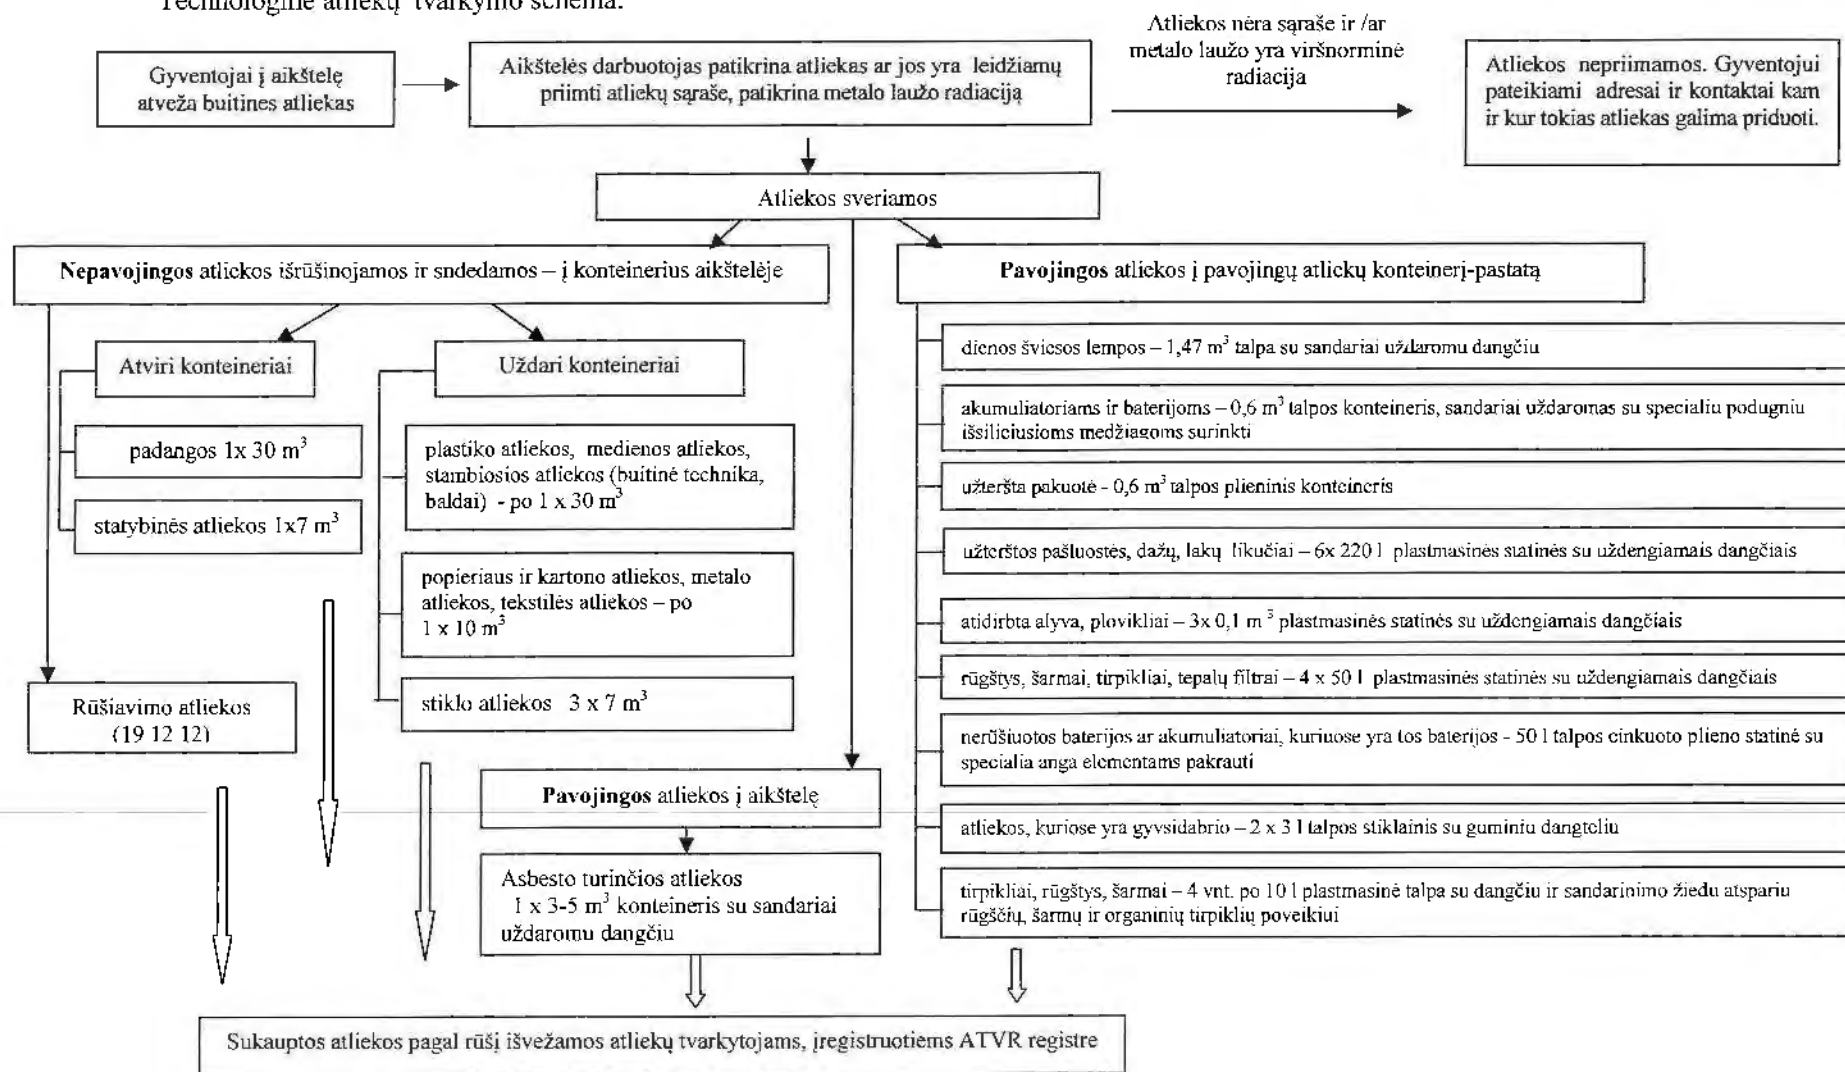 Technologinė atliekų tvarkymo schema.
Gyventojai į aikštelę
atveža buitines atliekas
Aikštelės darbuotojas patikrina atliekas ar jos yra leidžiamų
priimti atliekų sąraše, patikrina metalo laužo radiaciją
Atliekos nėra sąraše ir /ar
metalo laužo yra viršnorminė
radiacija
Atliekos nepriimamos. Gyventojui
pateikiami adresai ir kontaktai kam
ir kur tokias atliekas galima priduoti.
Atliekos sveriamos
Nepavojingos atliekos išrūšinojamos ir sndedamos – į konteinerius aikštelėje
Atviri konteineriai
padangos 1x 30 m³
statybinės atliekos 1x7 m³
Uždari konteineriai
plastiko atliekos, medienos atliekos,
stambiosios atliekos (buitinė technika,
baldai) - po 1 x 30 m³
popieriaus ir kartono atliekos, metalo
atliekos, tekstilės atliekos – po
1 x 10 m³
stiklo atliekos 3 x 7 m³
Rūšiavimo atliekos
(19 12 12)
Pavojingos atliekos į aikštelę
Asbesto turinčios atliekos
1 x 3-5 m³ konteineris su sandariai
uždaromu dangčiu
Pavojingos atliekos į pavojingų atliekų konteinerį-pastatą
dienos šviesos lempos – 1,47 m³ talpa su sandariai uždaromu dangčiu
akumuliatoriams ir baterijoms – 0,6 m³ talpos konteineris, sandariai uždaromas su specialiu podugniu
išsiliciusioms medžiagoms surinkti
užteršta pakuotė - 0,6 m³ talpos plieninis konteineris
užterštos pašluostės, dažų, lakų likučiai – 6x 220 l plastmasinės statinės su uždengiamais dangčiais
atidirbta alyva, plovikliai – 3x 0,1 m³ plastmasinės statinės su uždengiamais dangčiais
rūgštys, šarmai, tirpikliai, tepalų filtrai – 4 x 50 l plastmasinės statinės su uždengiamais dangčiais
nerūšiuotos baterijos ar akumuliatoriai, kuriuose yra tos baterijos - 50 l talpos cinkuoto plieno statinė su
specialia anga elementams pakrauti
atliekos, kuriose yra gyvsidabrio – 2 x 3 l talpos stiklainis su guminiu dangteliu
tirpikliai, rūgštys, šarmai – 4 vnt. po 10 l plastmasinė talpa su dangčiu ir sandarinimo žiedu atspariu
rūgščių, šarmų ir organinių tirpiklių poveikiui
Sukauptos atliekos pagal rūšį išvežamos atliekų tvarkytojams, įregistruotiems ATVR registre